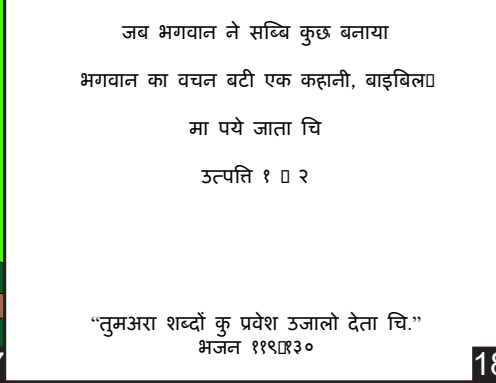 जब भगवान ने सब्बि कुछ बनाया
भगवान का वचन बटी एक कहानी, बाइबिल▯
मा पये जाता चि
उत्पत्ति १ ▯ २
“तुमअरा शब्दों कु प्रवेश उजालो देता चि.”
भजन ११९▯१३०
18